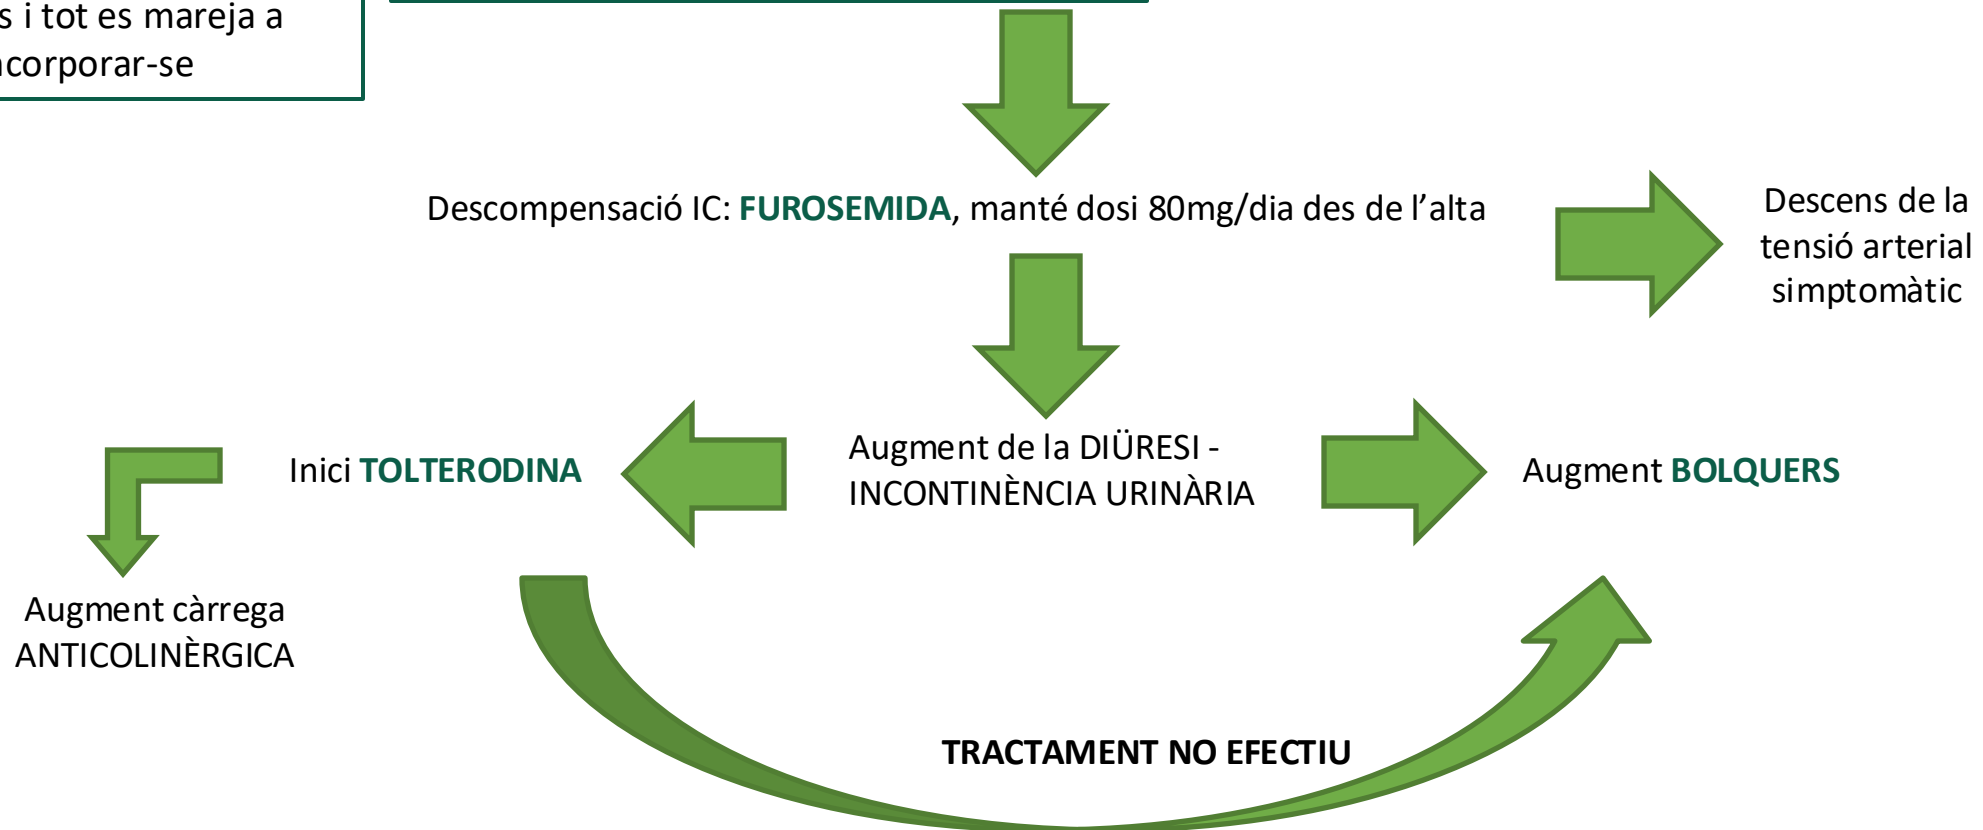 s i tot es mareja a
ncorporar-se
Descompensació IC: FUROSEMIDA, manté dosi 80mg/dia des de l’alta
Descens de la
tensió arterial
simptomàtic
Inici TOLTERODINA
Augment de la DIÜRESI -
INCONTINÈNCIA URINÀRIA
Augment BOLQUERS
Augment càrrega
ANTICOLINÈRGICA
TRACTAMENT NO EFECTIU